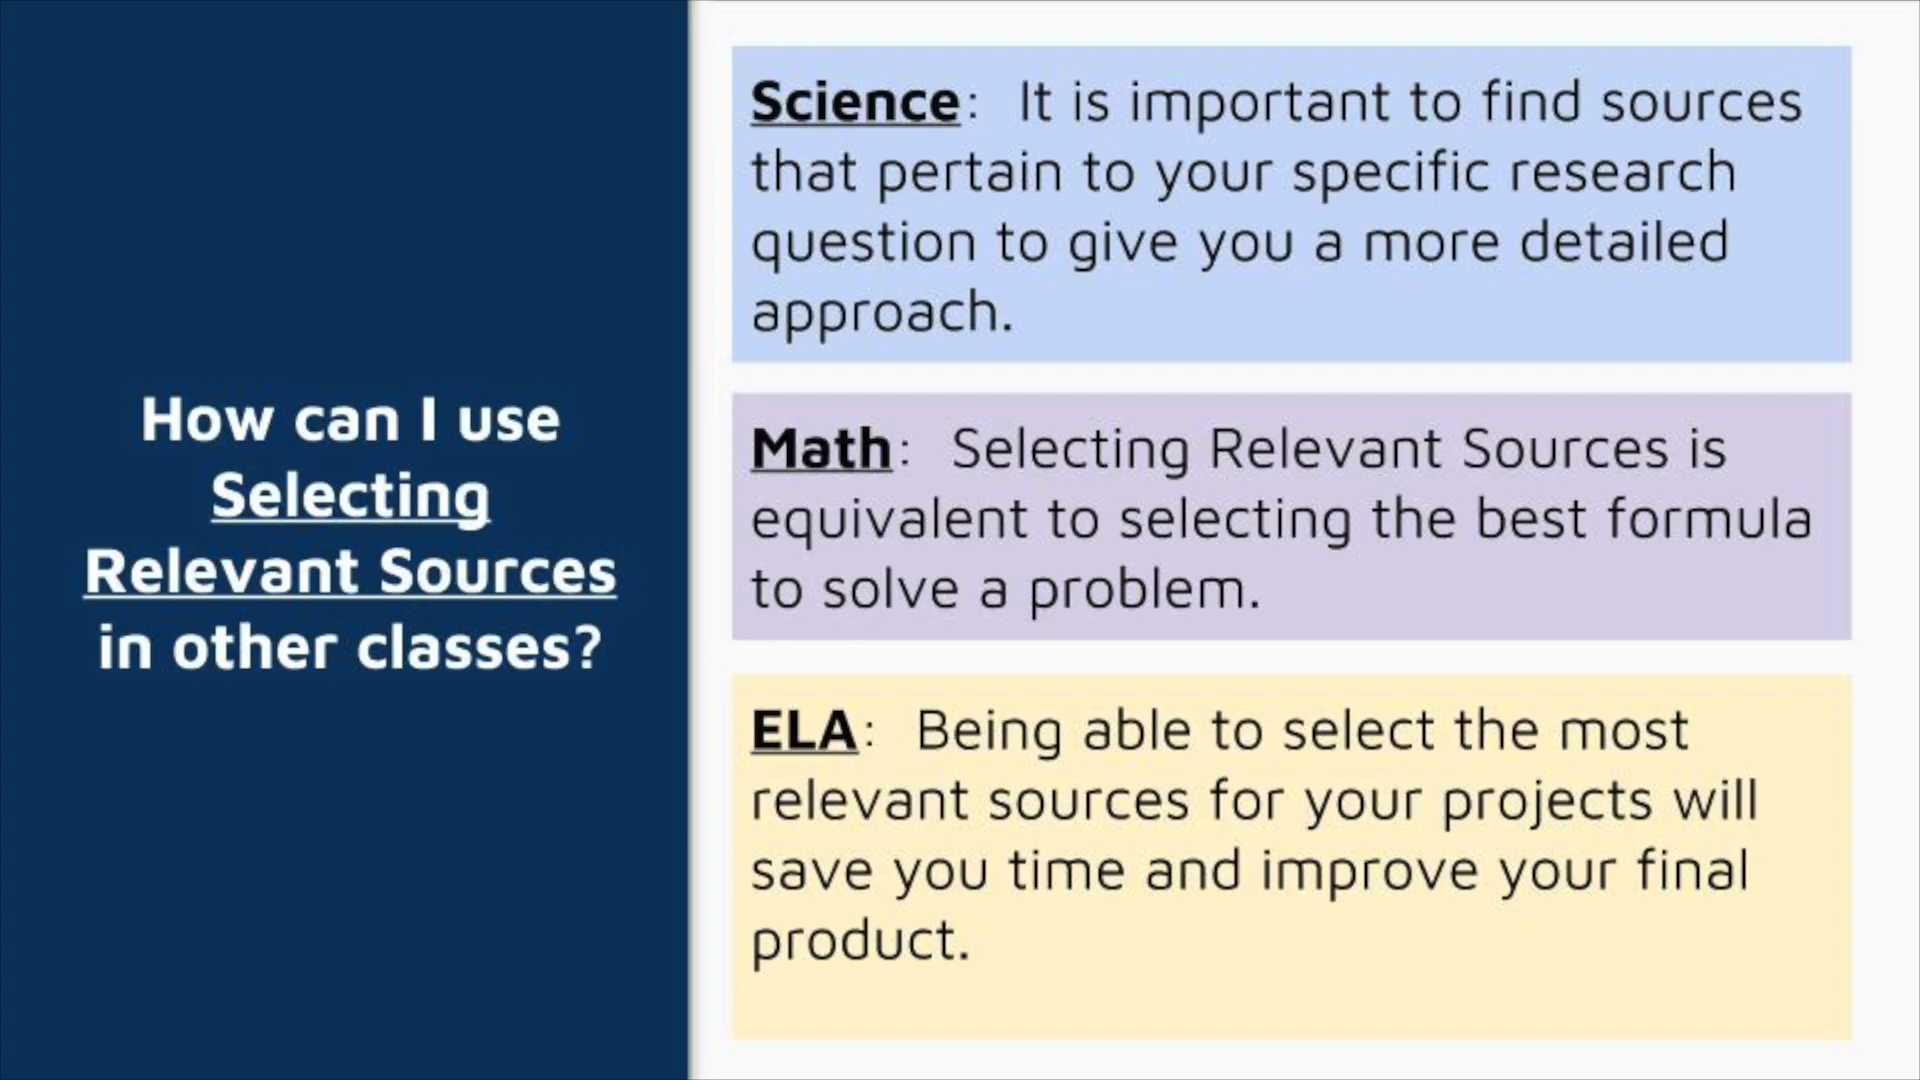 How can I use
Selecting
Relevant Sources
in other classes?
Science:  It is important to find sources
that pertain to your specific research
question to give you a more detailed
approach.
Math:  Selecting Relevant Sources is
equivalent to selecting the best formula
to solve a problem.
ELA:  Being able to select the most
relevant sources for your projects will
save you time and improve your final
product.